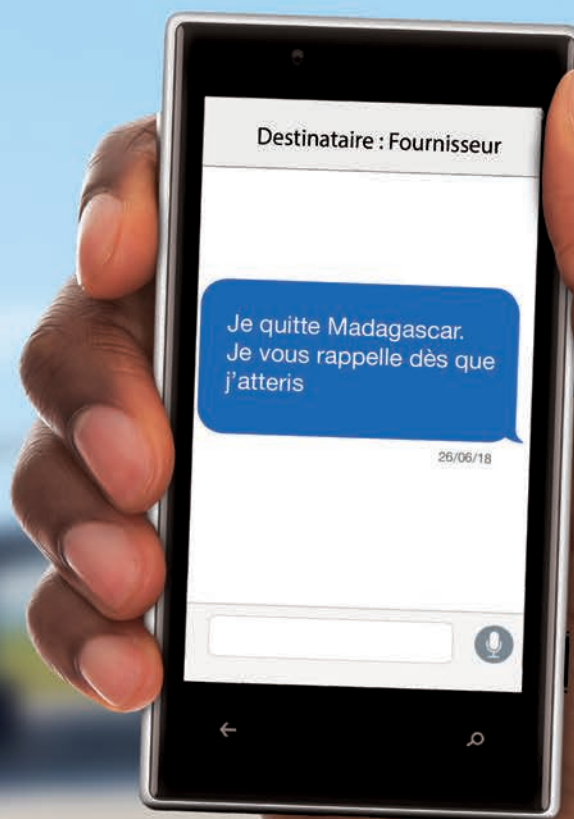 Destinataire : Fournisseur
Je quitte Madagascar.
Je vous rappelle dès que
j'atteris
26/06/18